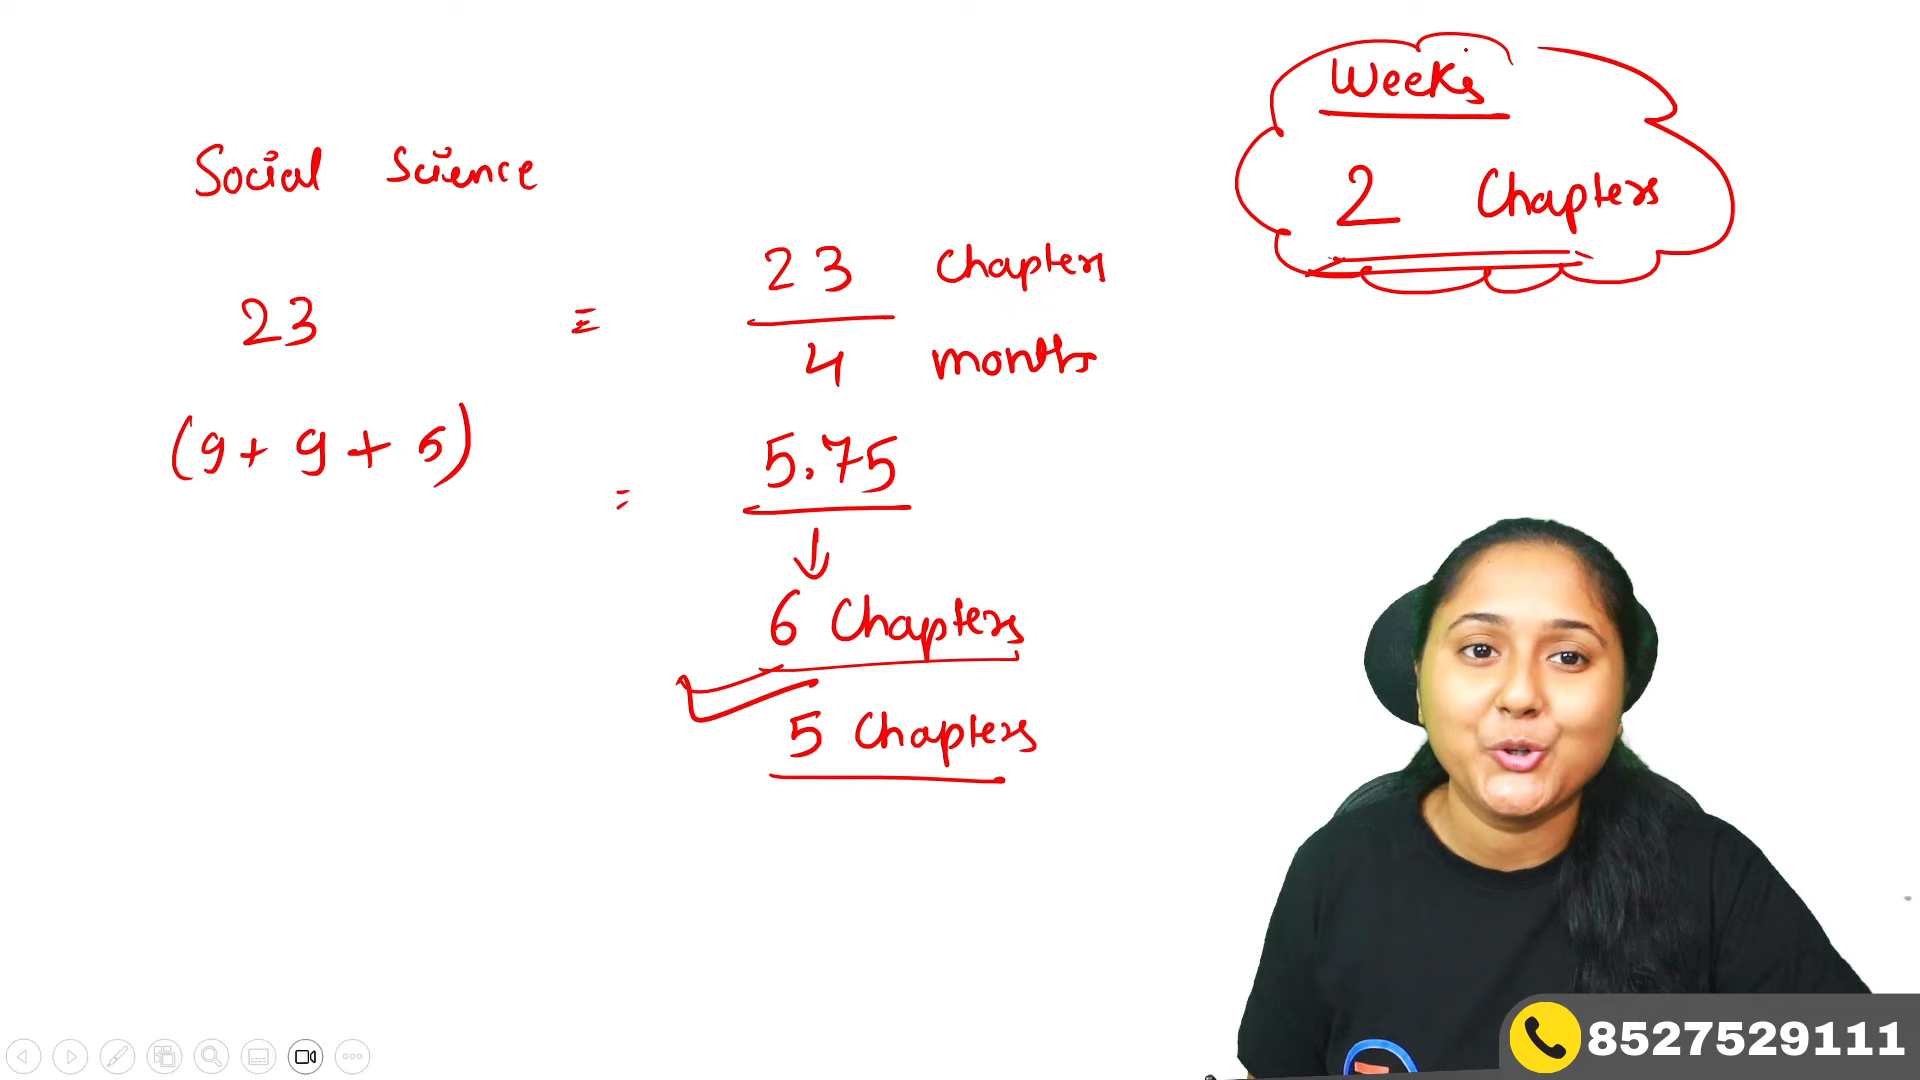 Weeks
2 Chapters
Social Science
23 = 23 chapters
4 months
(9+ 9 + 5)
= 5.75
↓
6 Chapters
5 Chapters
8527529111